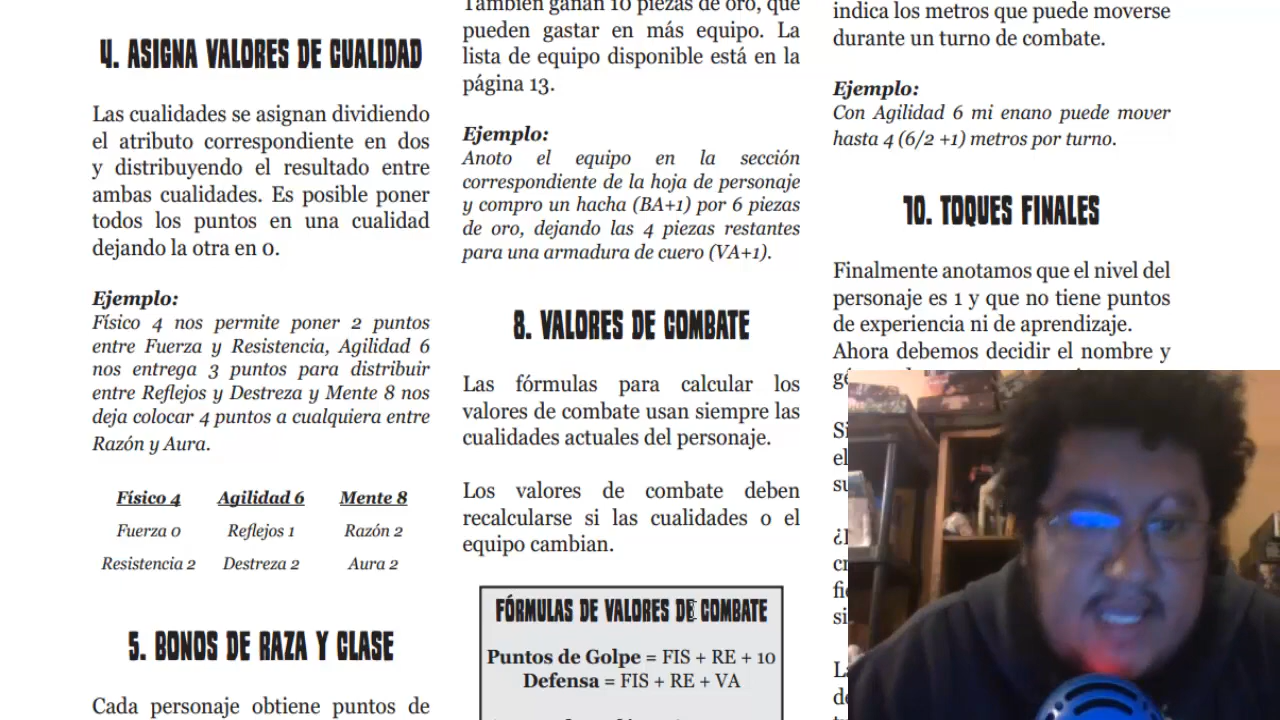 4. ASIGNA VALORES DE CUALIDAD
Las cualidades se asignan dividiendo
el atributo correspondiente en dos
y distribuyendo el resultado entre
ambas cualidades. Es posible poner
todos los puntos en una cualidad
dejando la otra en 0.
Ejemplo:
Físico 4 nos permite poner 2 puntos
entre Fuerza y Resistencia, Agilidad 6
nos entrega 3 puntos para distribuir
entre Reflejos y Destreza y Mente 8 nos
deja colocar 4 puntos a cualquiera entre
Razón y Aura.
Físico 4 Agilidad 6 Mente 8
Fuerza 0 Reflejos 1 Razón 2
Resistencia 2 Destreza 2 Aura 2
5. BONOS DE RAZA Y CLASE
Cada personaje obtiene puntos de
También ganan 10 piezas de oro, que
pueden gastar en más equipo. La
lista de equipo disponible está en la
página 13.
Ejemplo:
Anoto el equipo en la sección
correspondiente de la hoja de personaje
y compro un hacha (BA+1) por 6 piezas
de oro, dejando las 4 piezas restantes
para una armadura de cuero (VA+1).
8. VALORES DE COMBATE
Las fórmulas para calcular los
valores de combate usan siempre las
cualidades actuales del personaje.
Los valores de combate deben
recalcularse si las cualidades o el
equipo cambian.
FÓRMULAS DE VALORES DE COMBATE
Puntos de Golpe = FIS + RE + 10
Defensa = FIS + RE + VA
indica los metros que puede moverse
durante un turno de combate.
Ejemplo:
Con Agilidad 6 mi enano puede mover
hasta 4 (6/2 +1) metros por turno.
10. TOQUES FINALES
Finalmente anotamos que el nivel del
personaje es 1 y que no tiene puntos
de experiencia ni de aprendizaje.
Ahora debemos decidir el nombre y